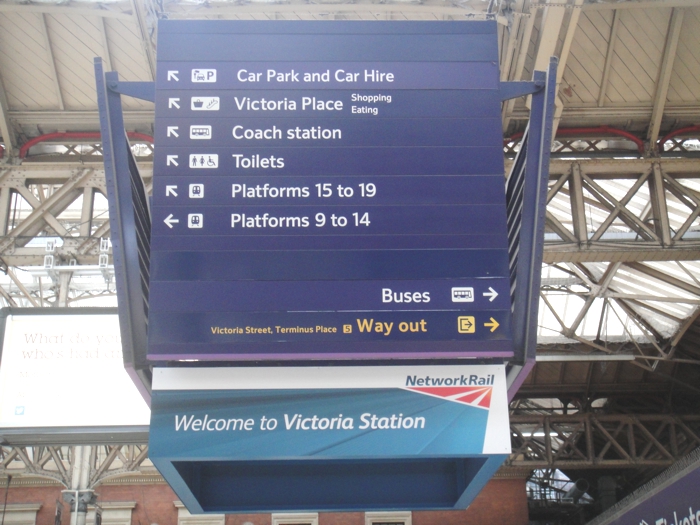 P Car Park and Car Hire
Victoria Place Shopping
Eating
Coach station
Toilets
Platforms 15 to 19
Platforms 9 to 14
Buses
Victoria Street, Terminus Place 5 Way out
NetworkRail
Welcome to Victoria Station